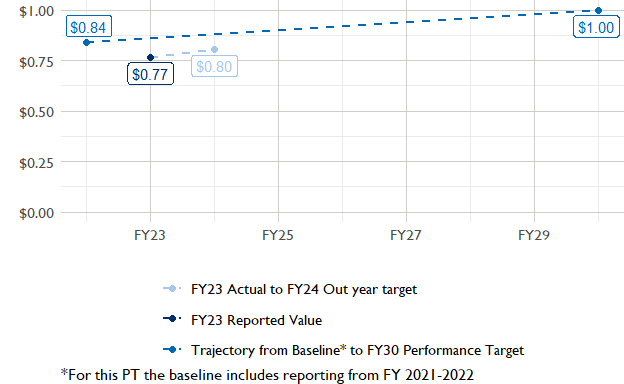 $1.00
$0.84
$1.00
$0.75
$0.77
$0.80
$0.50
$0.25
$0.00
FY23 FY25 FY27 FY29
FY23 Actual to FY24 Out year target
FY23 Reported Value
Trajectory from Baseline* to FY30 Performance Target
*For this PT the baseline includes reporting from FY 2021-2022